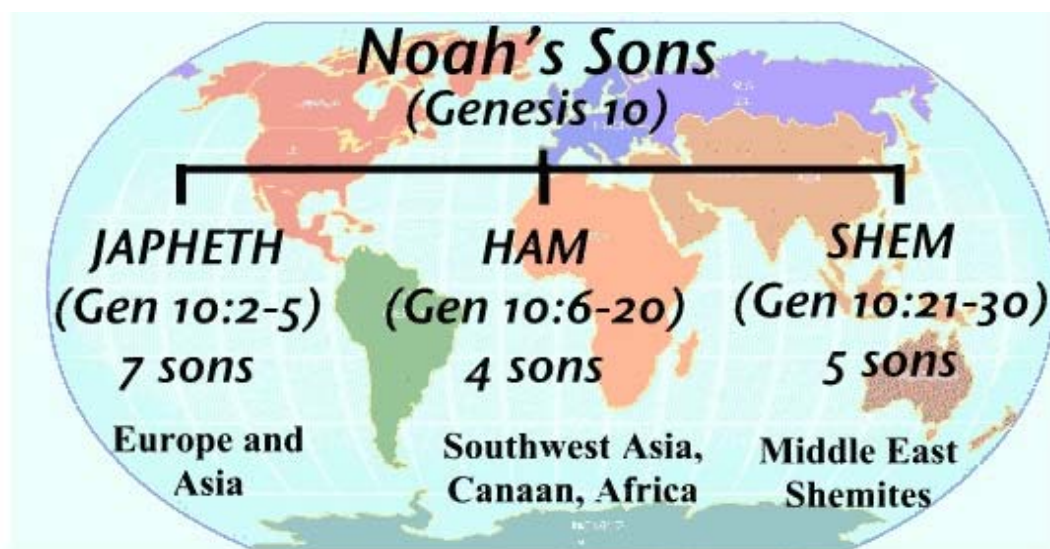 Noah's Sons
(Genesis 10)
JAPHETH
(Gen 10:2-5)
7 sons
Europe and
Asia
HAM
(Gen 10:6-20)
4 sons
Southwest Asia,
Canaan, Africa
SHEM
(Gen 10:21-30)
5 sons
Middle East
Shemites